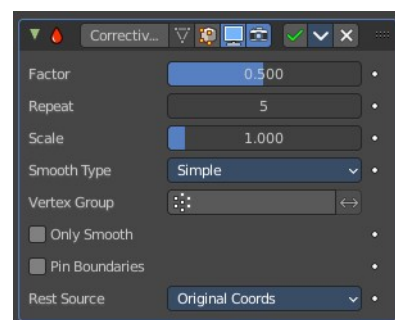 Correctiv...
Factor 0.500
Repeat 5
Scale 1.000
Smooth Type Simple
Vertex Group
Only Smooth
Pin Boundaries
Rest Source Original Coords